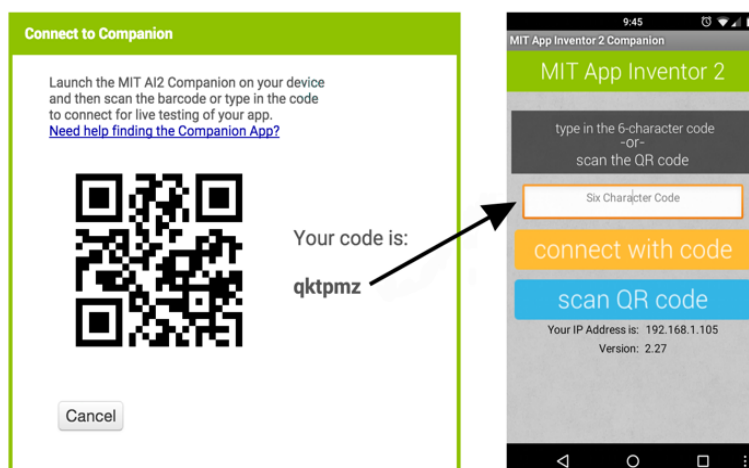 Connect to Companion
Launch the MIT AI2 Companion on your device
and then scan the barcode or type in the code
to connect for live testing of your app.
Need help finding the Companion App?
Your code is:
qktpmz
Cancel
9:45
MIT App Inventor 2 Companion
MIT App Inventor 2
type in the 6-character code
-or-
scan the QR code
Six Character Code
connect with code
scan QR code
Your IP Address is: 192.168.1.105
Version: 2.27